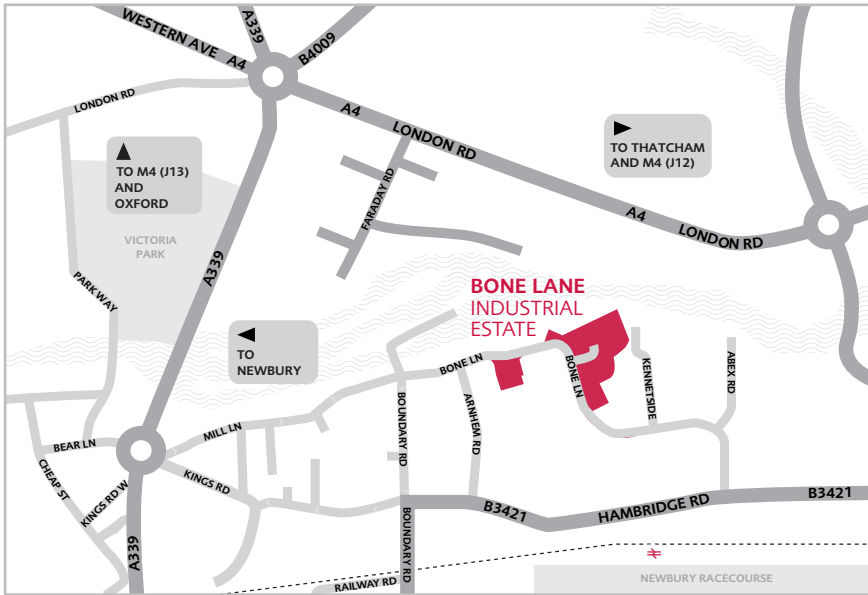 WESTERN AVE A4
A339
B4009
LONDON RD
A4
LONDON RD
TO M4 (J13)
AND
OXFORD
TO THATCHAM
AND M4 (J12)
FARADAY RD
A4
LONDON RD
VICTORIA
PARK
A339
PARK WAY
BONE LANE
INDUSTRIAL
ESTATE
TO
NEWBURY
BONE LN
BONE LN
KENNETSIDE
ABEX RD
BOUNDARY RD
ARNHEM RD
MILL LN
BEAR LN
CHEAP ST
KINGS RD W
KINGS RD
A339
BOUNDARY RD
B3421
HAMBRIDGE RD
B3421
RAILWAY RD
NEWBURY RACECOURSE